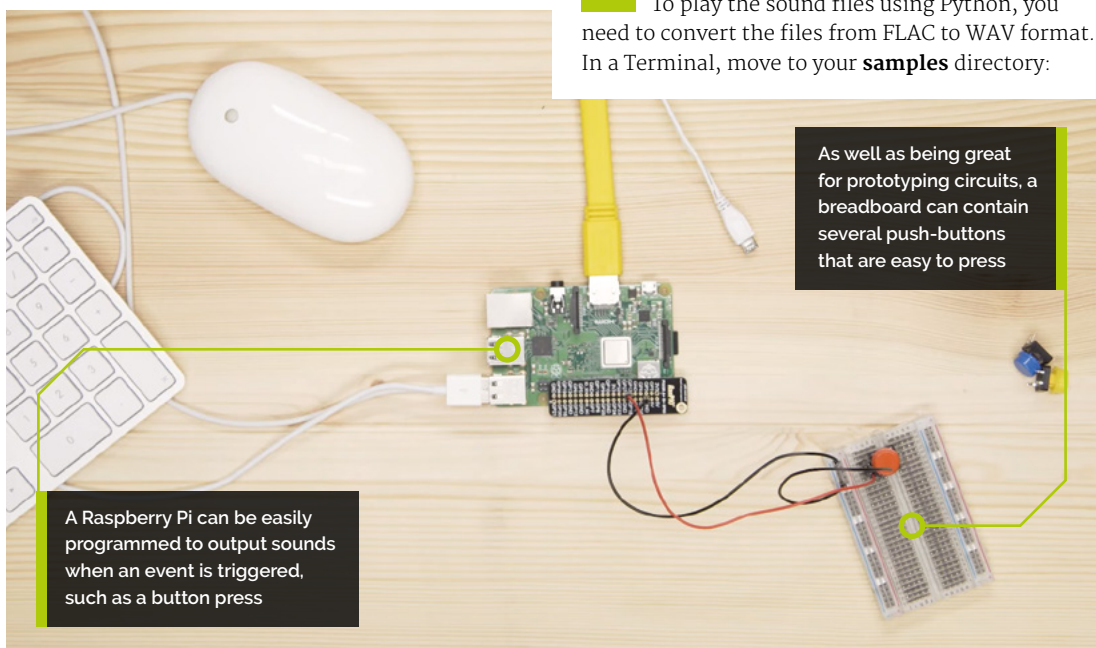 To play the sound files using Python, you
need to convert the files from FLAC to WAV format.
In a Terminal, move to your samples directory:
As well as being great
for prototyping circuits, a
breadboard can contain
several push-buttons
that are easy to press
A Raspberry Pi can be easily
programmed to output sounds
when an event is triggered,
such as a button press